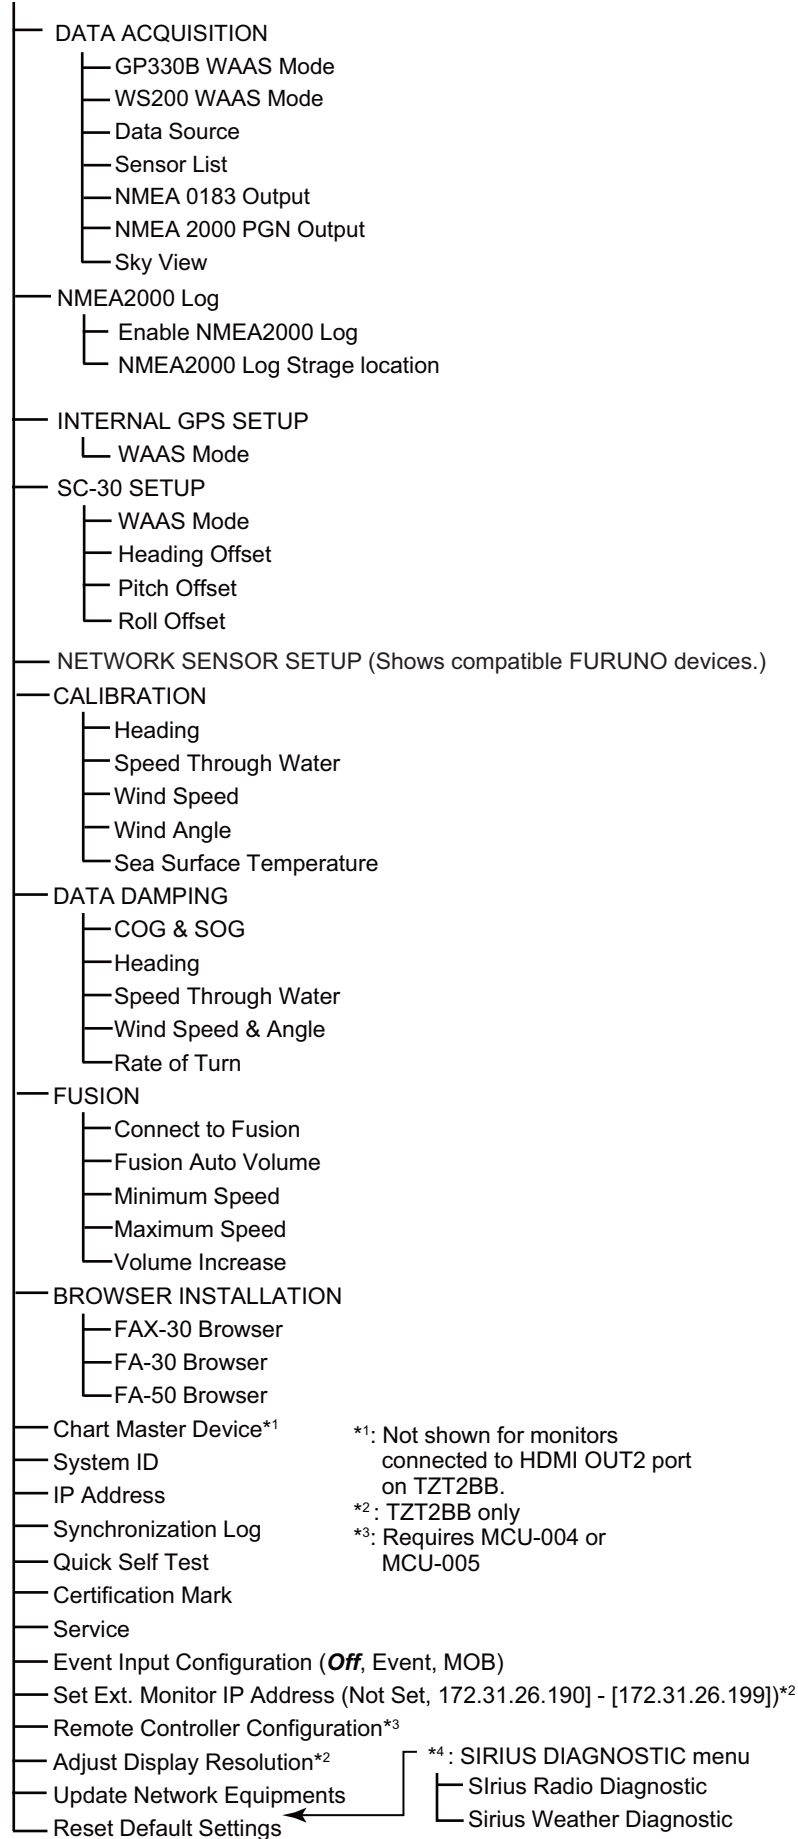 DATA ACQUISITION
GP330B WAAS Mode
WS200 WAAS Mode
Data Source
Sensor List
NMEA 0183 Output
NMEA 2000 PGN Output
Sky View
NMEA2000 Log
Enable NMEA2000 Log
NMEA2000 Log Strage location
INTERNAL GPS SETUP
WAAS Mode
SC-30 SETUP
WAAS Mode
Heading Offset
Pitch Offset
Roll Offset
NETWORK SENSOR SETUP (Shows compatible FURUNO devices.)
CALIBRATION
Heading
Speed Through Water
Wind Speed
Wind Angle
Sea Surface Temperature
DATA DAMPING
COG & SOG
Heading
Speed Through Water
Wind Speed & Angle
Rate of Turn
FUSION
Connect to Fusion
Fusion Auto Volume
Minimum Speed
Maximum Speed
Volume Increase
BROWSER INSTALLATION
FAX-30 Browser
FA-30 Browser
FA-50 Browser
Chart Master Device*1
System ID
IP Address
Synchronization Log
Quick Self Test
Certification Mark
Service
Event Input Configuration (Off, Event, MOB)
Set Ext. Monitor IP Address (Not Set, 172.31.26.190] - [172.31.26.199])*2
Remote Controller Configuration*3
Adjust Display Resolution*2
Update Network Equipments
Reset Default Settings
*1: Not shown for monitors
connected to HDMI OUT2 port
on TZT2BB.
*2 : TZT2BB only
*3: Requires MCU-004 or
MCU-005
*4 : SIRIUS DIAGNOSTIC menu
SIrius Radio Diagnostic
Sirius Weather Diagnostic